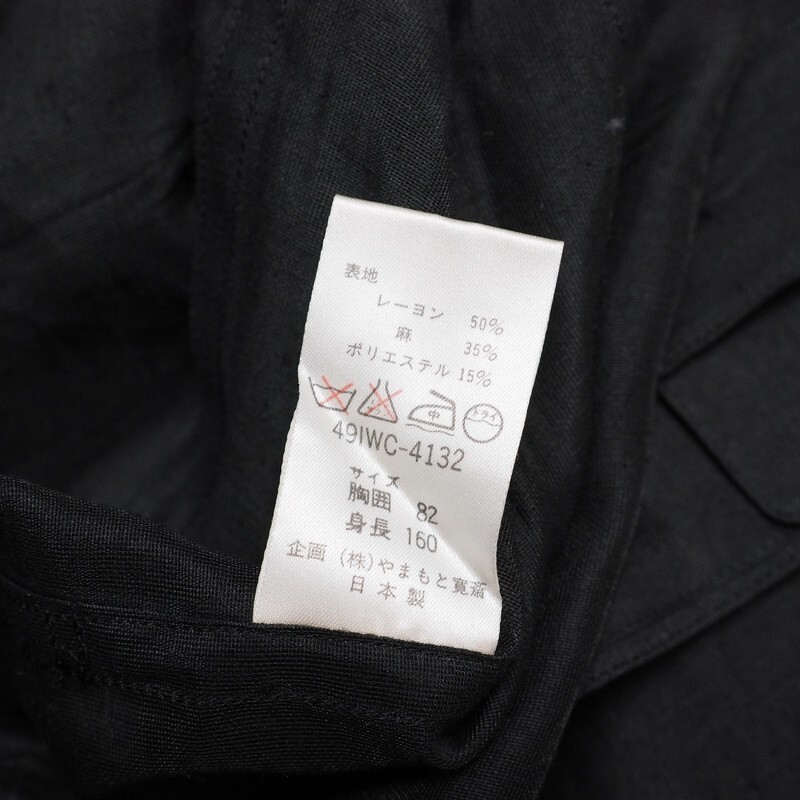 表地
レーヨン 50%
麻 35%
ポリエステル 15%
中 ドライ
491WC-4132
サイズ
胸囲 82
身長 160
企画 (株)やまもと寛斎
日本製